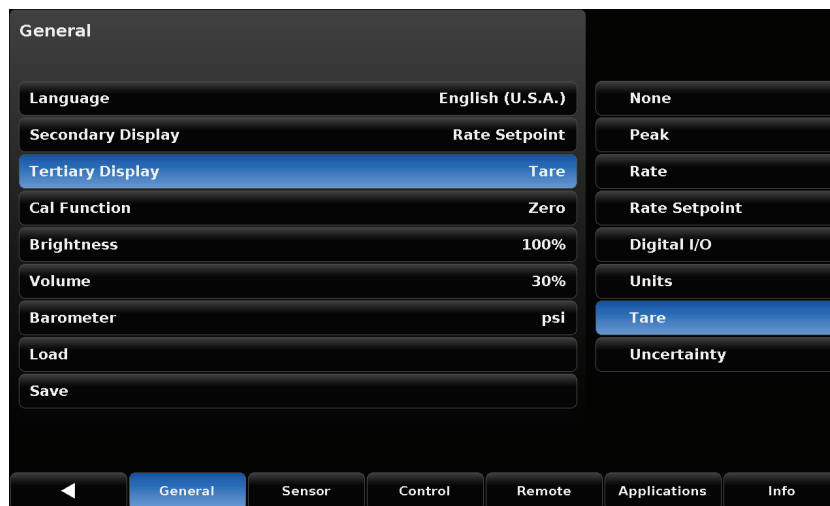 General
Language English (U.S.A.)
Secondary Display Rate Setpoint
Tertiary Display Tare
Cal Function Zero
Brightness 100%
Volume 30%
Barometer psi
Load
Save
None
Peak
Rate
Rate Setpoint
Digital I/O
Units
Tare
Uncertainty
General Sensor Control Remote Applications Info